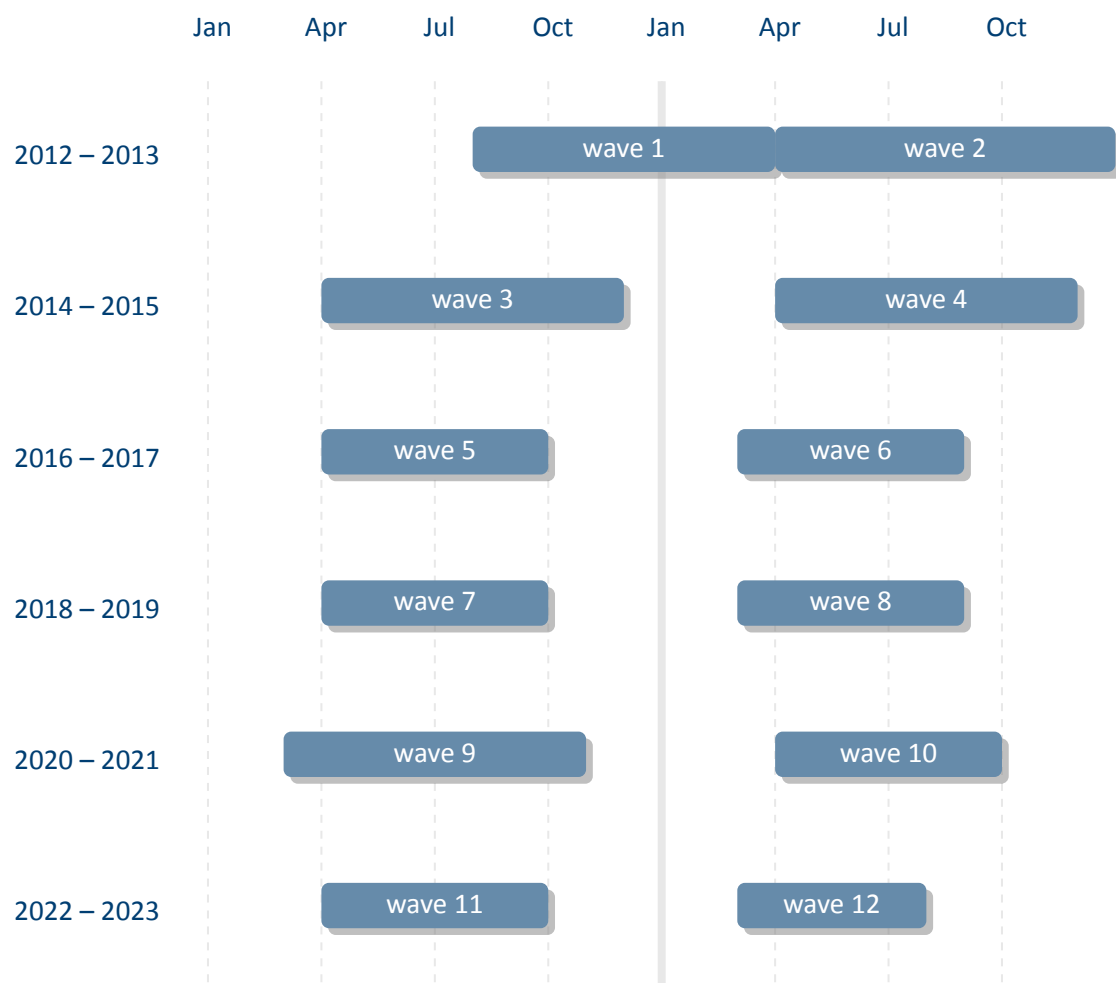 Jan Apr Jul Oct Jan Apr Jul Oct
2012 – 2013 wave 1 wave 2
2014 – 2015 wave 3 wave 4
2016 – 2017 wave 5 wave 6
2018 – 2019 wave 7 wave 8
2020 – 2021 wave 9 wave 10
2022 – 2023 wave 11 wave 12